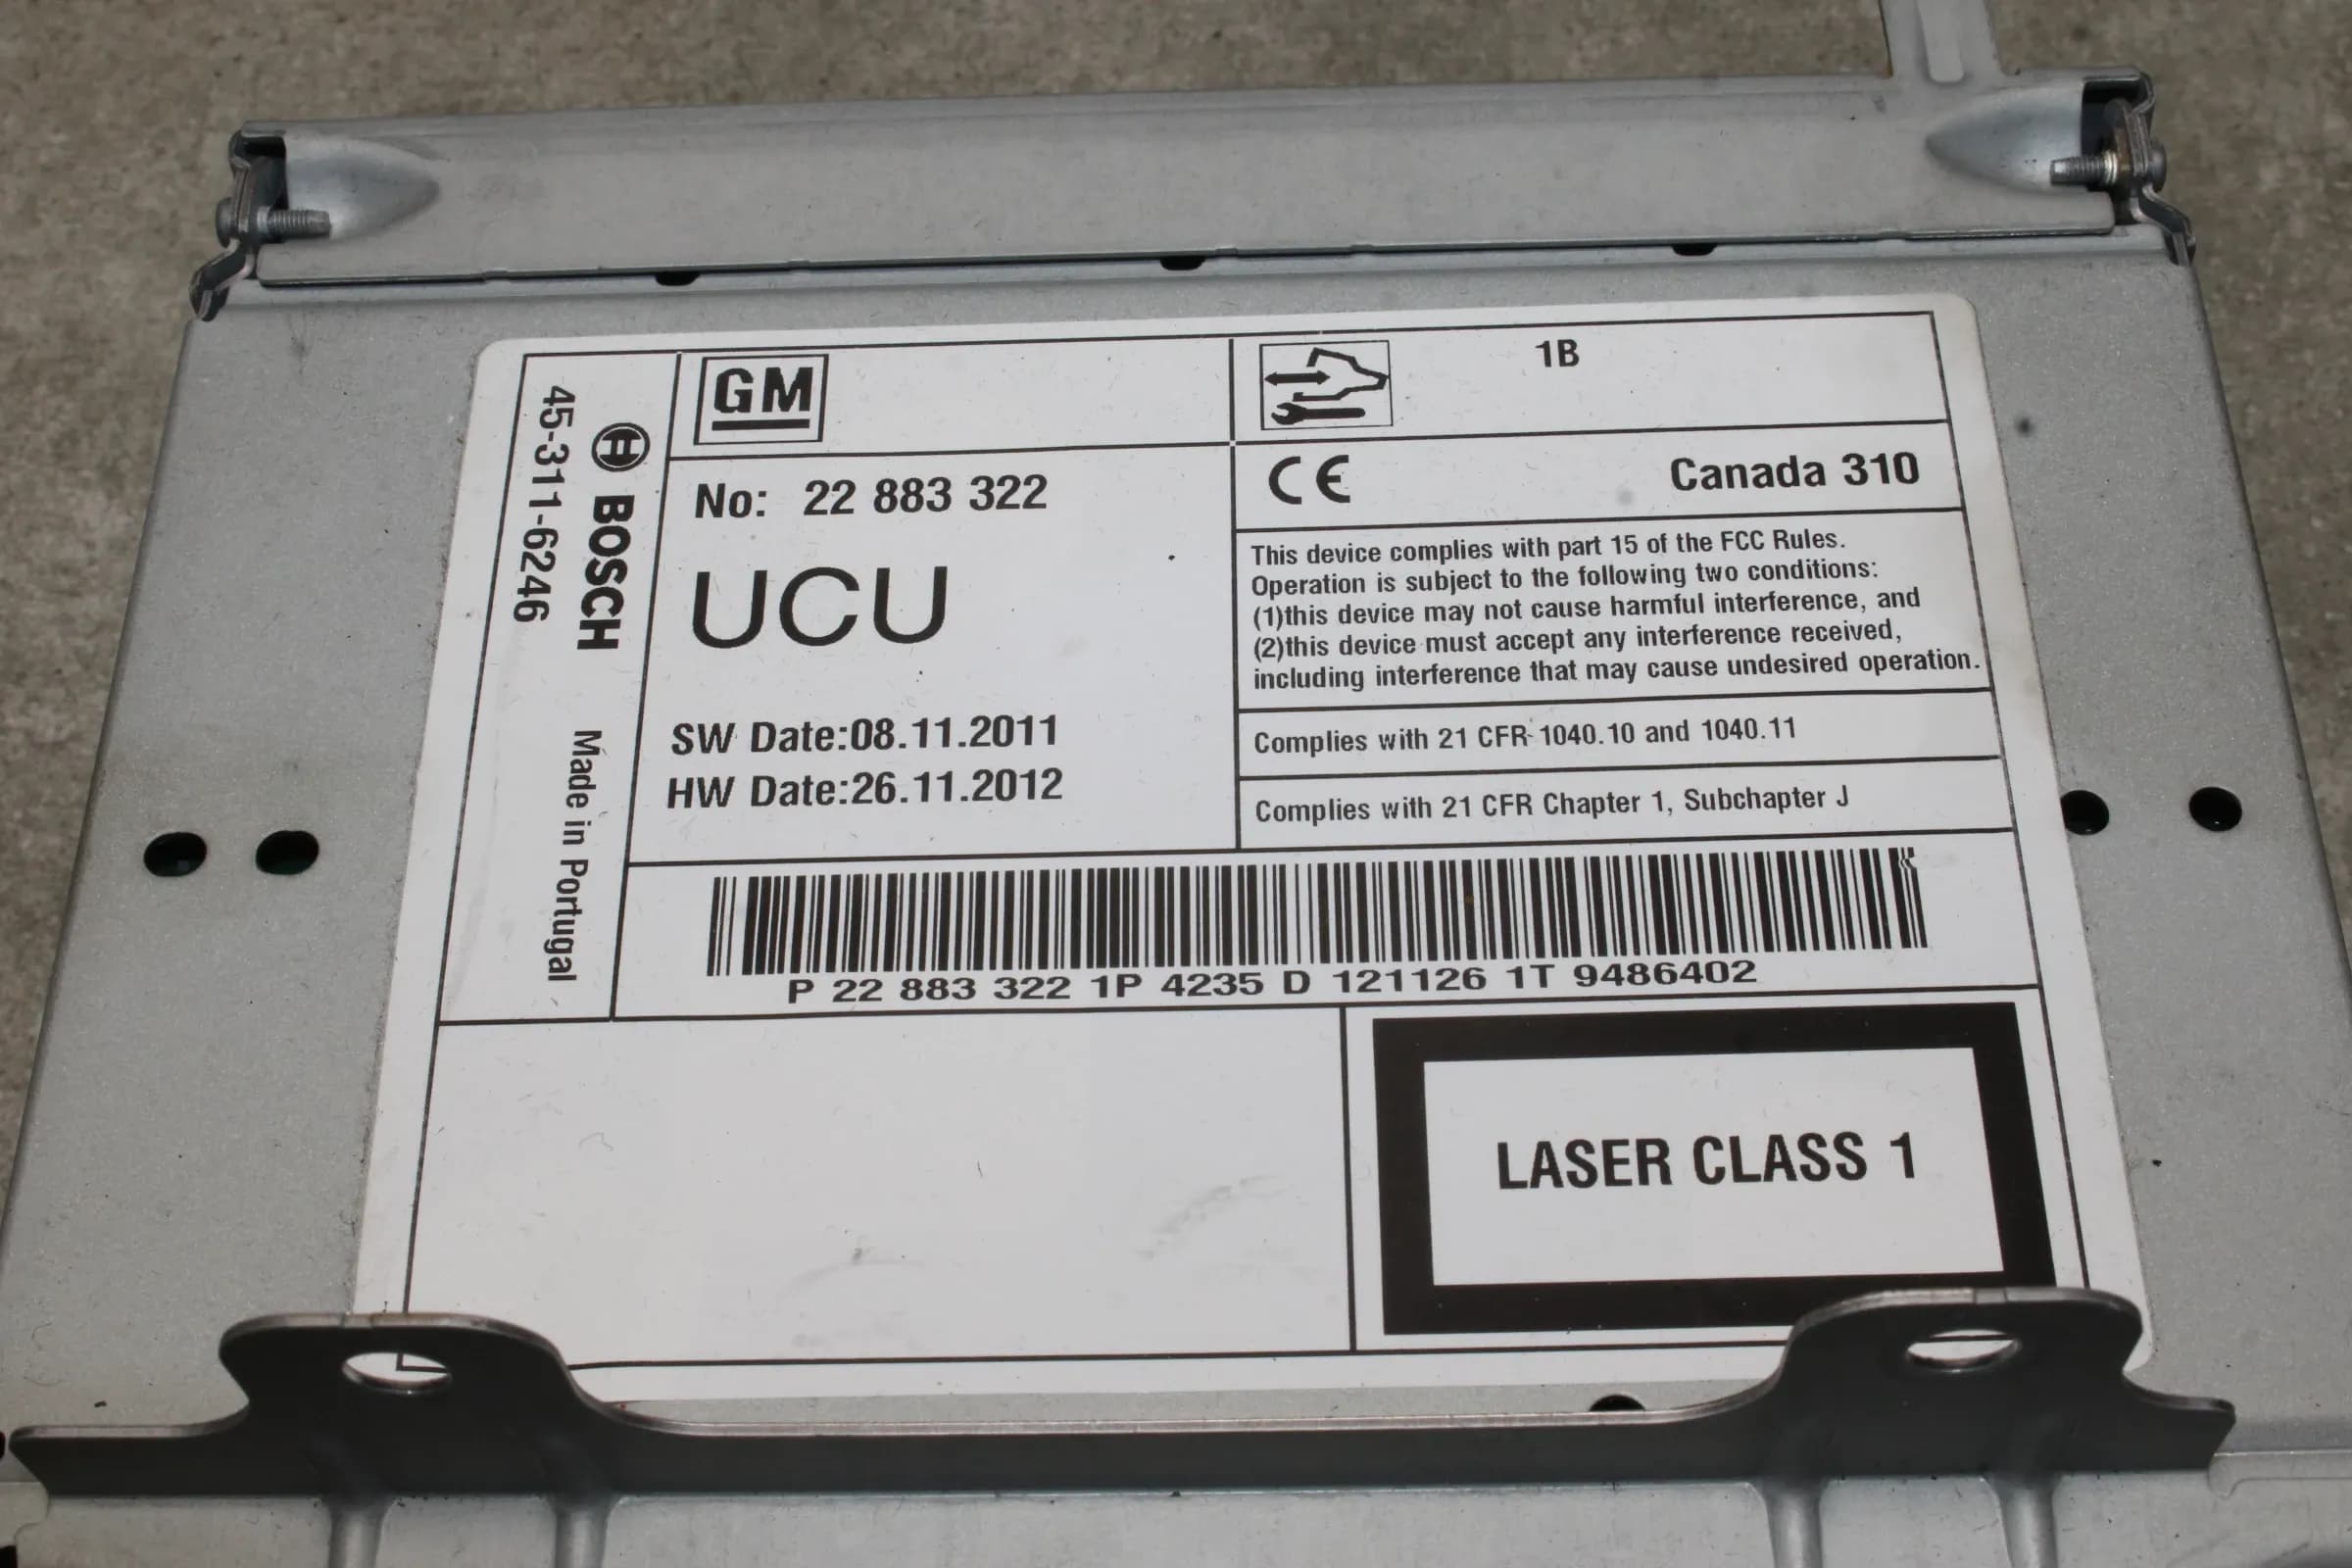 GM
1B
BOSCH
45-311-6246
Made in Portugal
No: 22 883 322
UCU
SW Date:08.11.2011
HW Date:26.11.2012
CE Canada 310
This device complies with part 15 of the FCC Rules.
Operation is subject to the following two conditions:
(1)this device may not cause harmful interference, and
(2)this device must accept any interference received,
including interference that may cause undesired operation.
Complies with 21 CFR 1040.10 and 1040.11
Complies with 21 CFR Chapter 1, Subchapter J
P 22 883 322 1P 4235 D 121126 1T 9486402
LASER CLASS 1